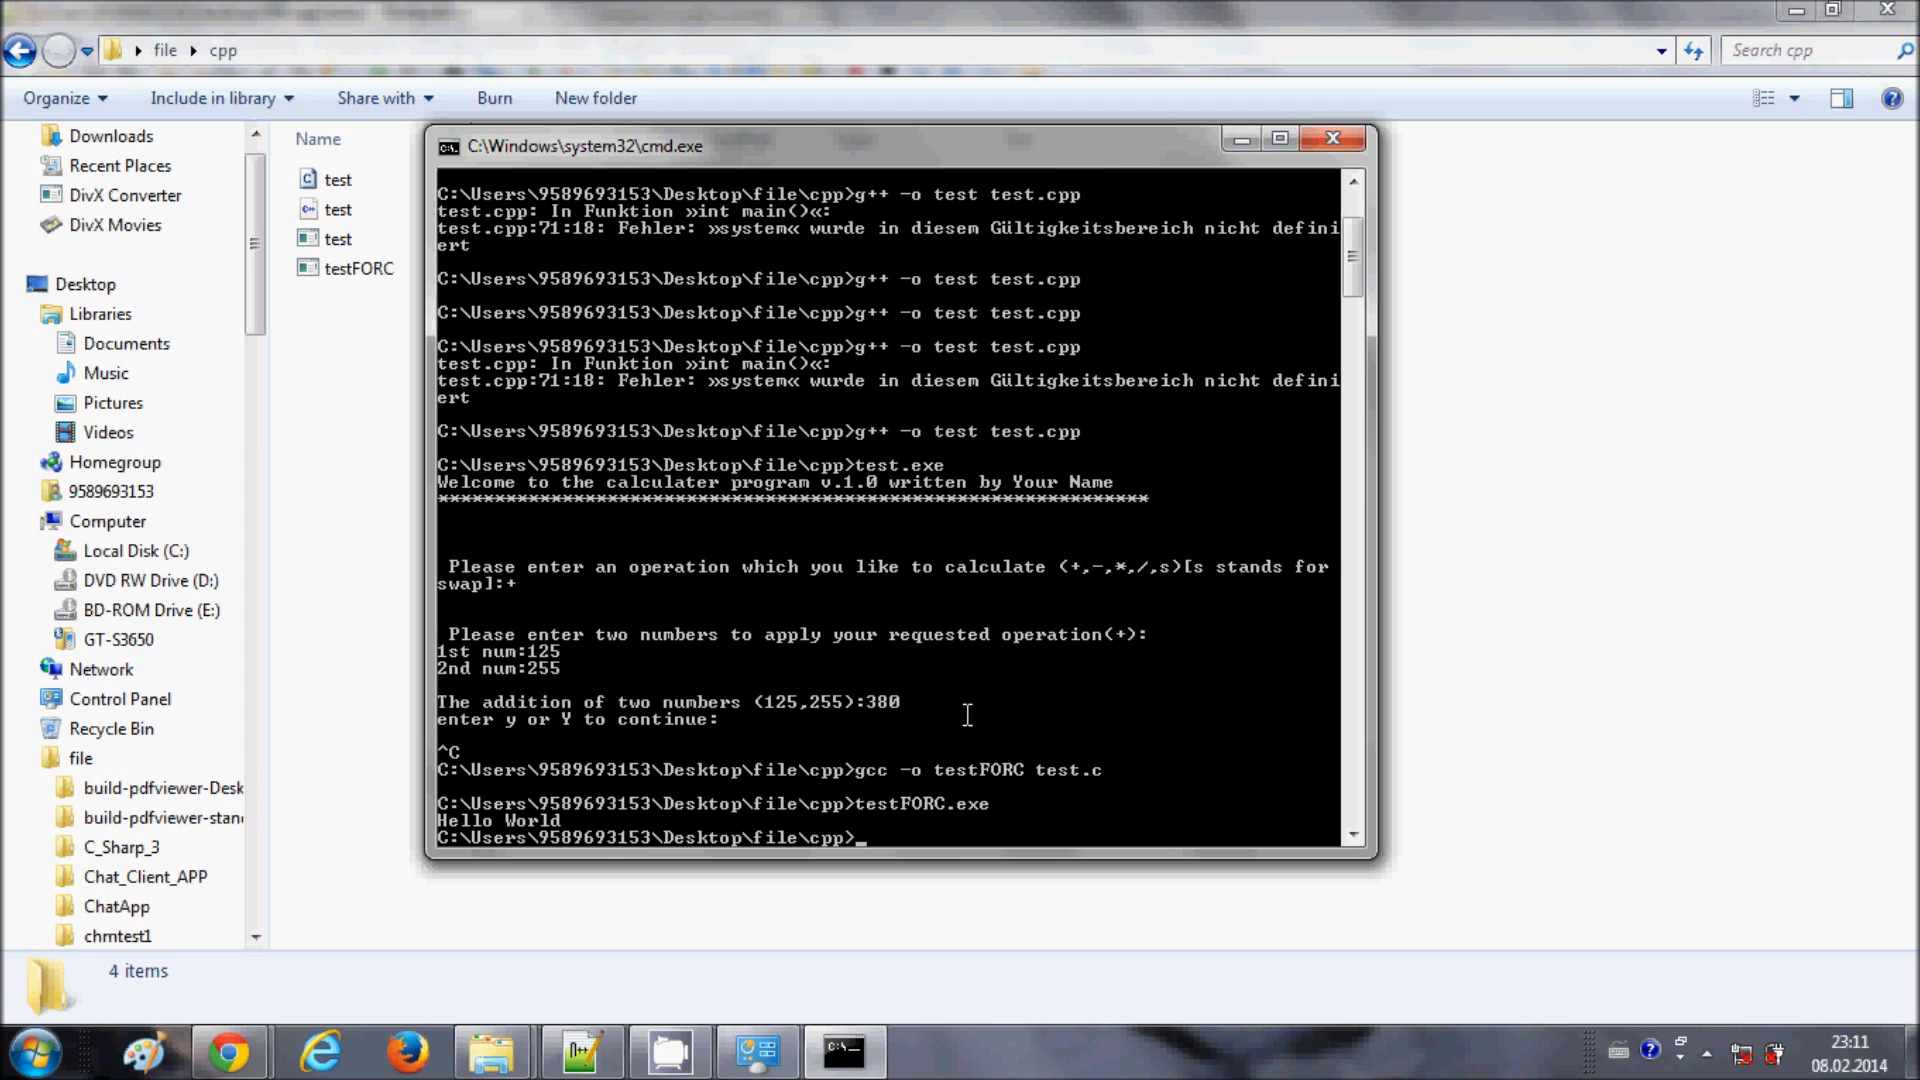 file
cpp
Search cpp
Organize
Include in library
Share with
Burn
New folder
Downloads
Recent Places
DivX Converter
DivX Movies
Desktop
Libraries
Documents
Music
Pictures
Videos
Homegroup
9589693153
Computer
Local Disk (C:)
DVD RW Drive (D:)
BD-ROM Drive (E:)
GT-S3650
Network
Control Panel
Recycle Bin
file
build-pdfviewer-Desk
build-pdfviewer-stan
C_Sharp_3
Chat_Client_APP
ChatApp
chrntest1
Name
test
test
test
testFORC
C:\Windows\system32\cmd.exe
C:\Users\9589693153\Desktop\file\cpp>g++ -o test test.cpp
test.cpp: In Funktion »int main()«:
test.cpp:71:18: Fehler: »system« wurde in diesem Gültigkeitsbereich nicht defini
ert
C:\Users\9589693153\Desktop\file\cpp>g++ -o test test.cpp
C:\Users\9589693153\Desktop\file\cpp>g++ -o test test.cpp
C:\Users\9589693153\Desktop\file\cpp>g++ -o test test.cpp
test.cpp: In Funktion »int main()«:
test.cpp:71:18: Fehler: »system« wurde in diesem Gültigkeitsbereich nicht defini
ert
C:\Users\9589693153\Desktop\file\cpp>g++ -o test test.cpp
C:\Users\9589693153\Desktop\file\cpp>test.exe
Welcome to the calculater program v.1.0 written by Your Name
***************************************************************
Please enter an operation which you like to calculate (+,-,*,/,s)[s stands for
swap]:+
Please enter two numbers to apply your requested operation(+):
1st num:125
2nd num:255
The addition of two numbers (125,255):380
enter y or Y to continue:
^C
C:\Users\9589693153\Desktop\file\cpp>gcc -o testFORC test.c
C:\Users\9589693153\Desktop\file\cpp>testFORC.exe
Hello World
C:\Users\9589693153\Desktop\file\cpp>_
4 items
23:11
08.02.2014